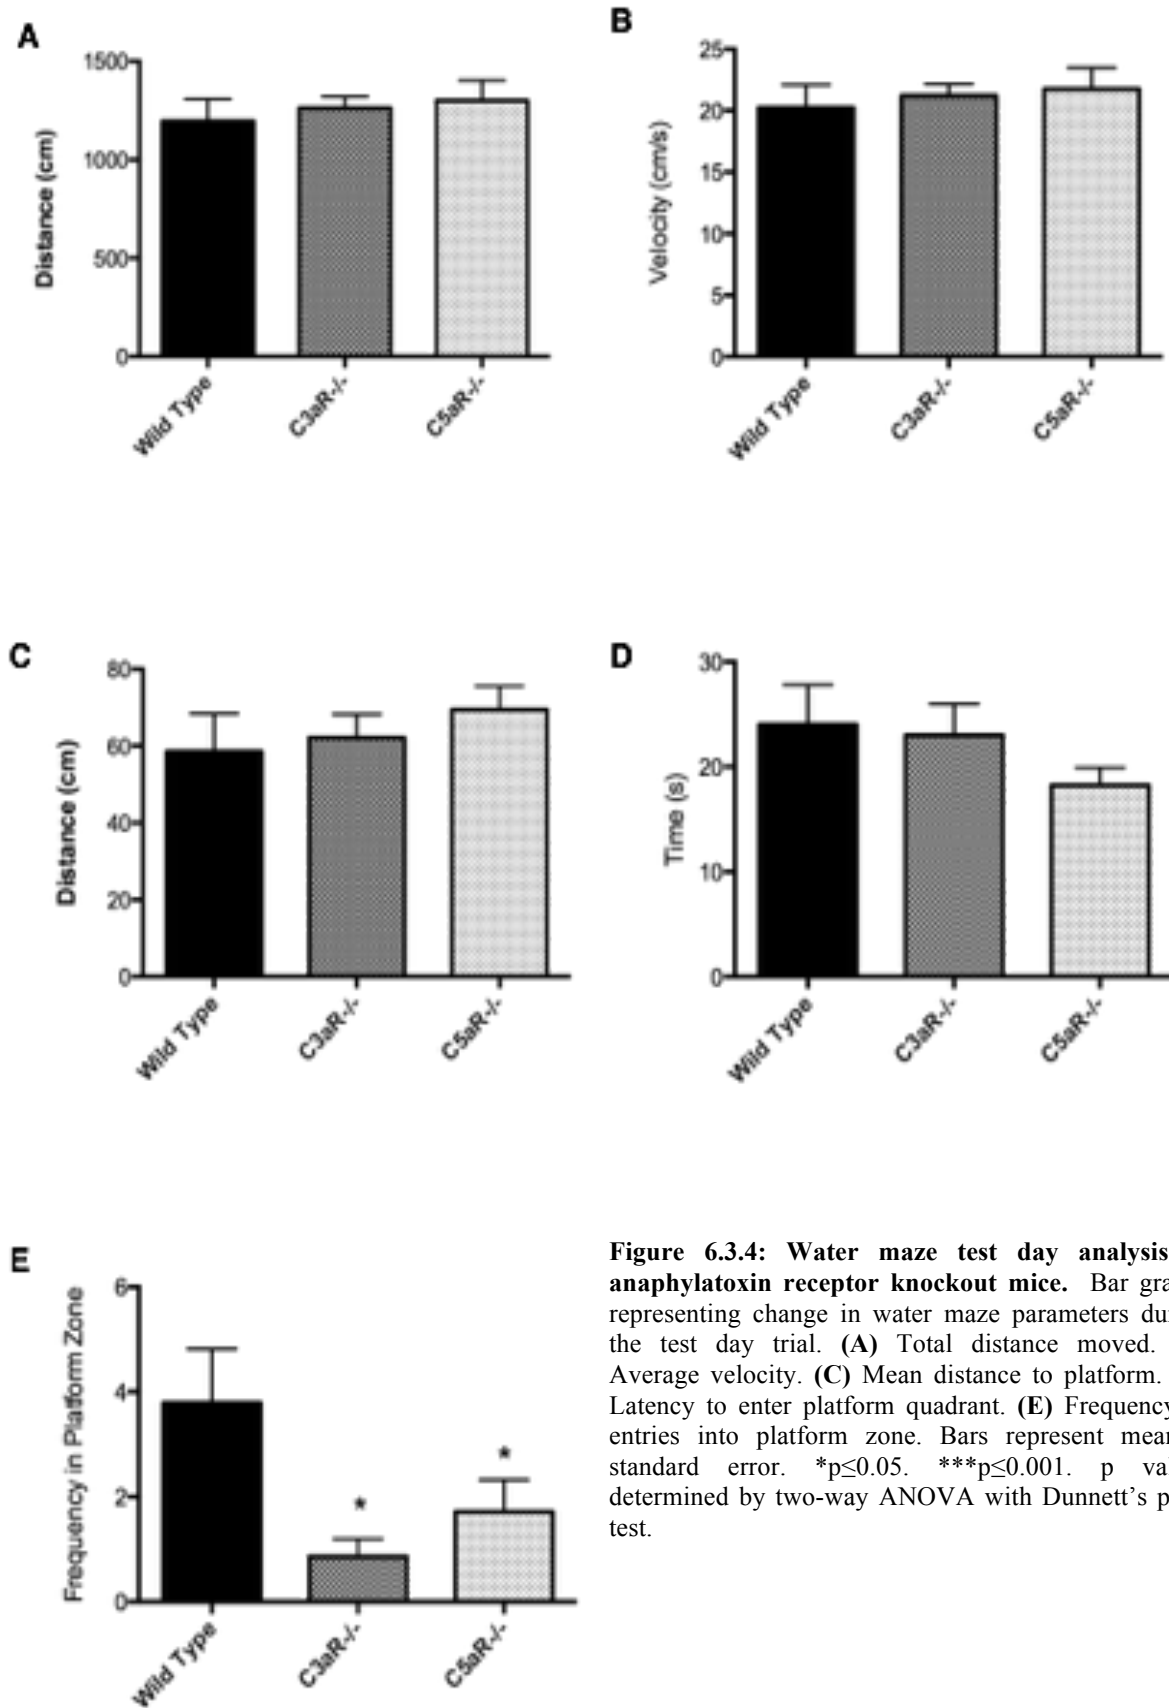 A
1500
1000
500
0
Distance (cm)
Wild Type
C3aR-/-
C5aR-/-
B
25
20
15
10
5
0
Velocity (cm/s)
Wild Type
C3aR-/-
C5aR-/-
C
80
60
40
20
0
Distance (cm)
Wild Type
C3aR-/-
C5aR-/-
D
30
20
10
0
Time (s)
Wild Type
C3aR-/-
C5aR-/-
E
6
4
2
0
Frequency in Platform Zone
*
*
Wild Type
C3aR-/-
C5aR-/-
Figure 6.3.4: Water maze test day analysis
anaphylatoxin receptor knockout mice. Bar gra
representing change in water maze parameters du
the test day trial. (A) Total distance moved.
Average velocity. (C) Mean distance to platform.
Latency to enter platform quadrant. (E) Frequency
entries into platform zone. Bars represent mean
standard error. *p≤0.05. ***p≤0.001. p val
determined by two-way ANOVA with Dunnett’s p
test.